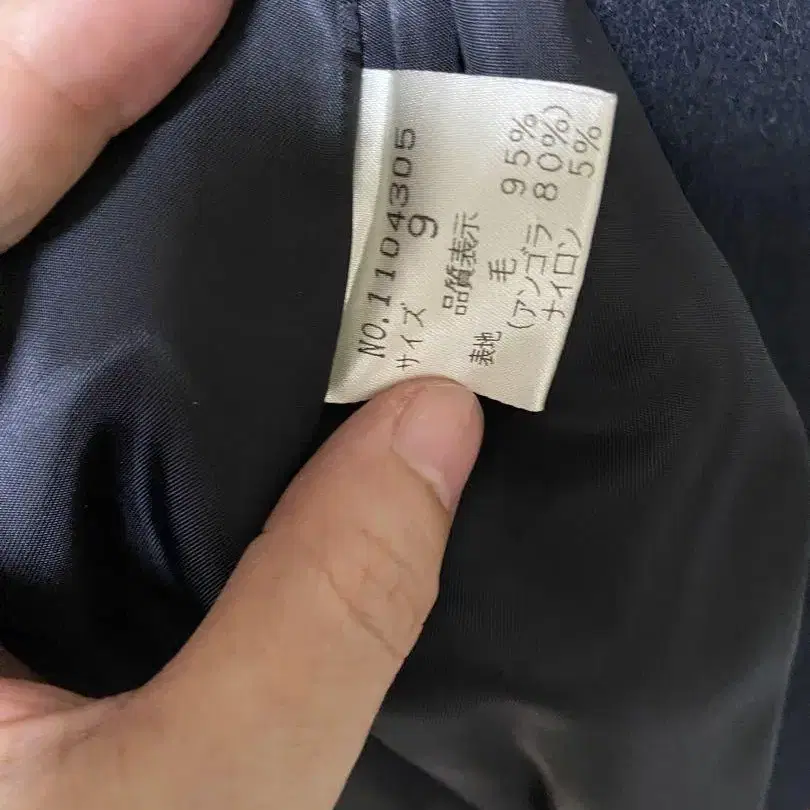 NO.1104305
サイズ 9
品質表示
表地 毛 95%
(アンゴラ 80%)
ナイロン 5%